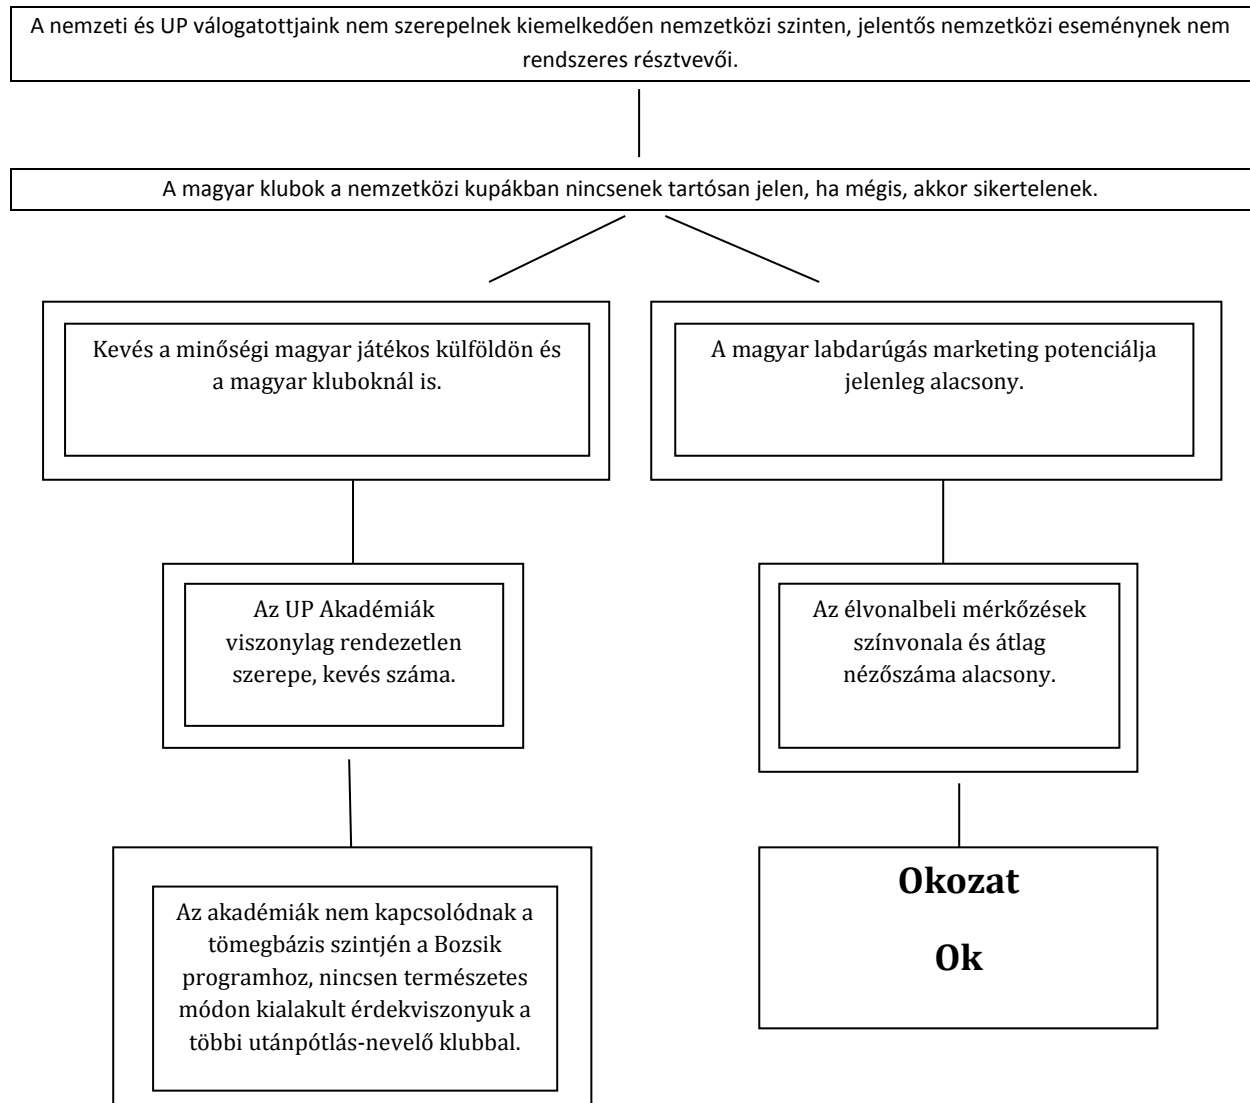 A nemzeti és UP válogatottjaink nem szerepelnek kiemelkedően nemzetközi szinten, jelentős nemzetközi eseménynek nem
rendszeres résztvevői.
A magyar klubok a nemzetközi kupákban nincsenek tartósan jelen, ha mégis, akkor sikertelenek.
Kevés a minőségi magyar játékos külföldön és
a magyar kluboknál is.
A magyar labdarúgás marketing potenciálja
jelenleg alacsony.
Az UP Akadémiák
viszonylag rendezetlen
szerepe, kevés száma.
Az élvonalbeli mérkőzések
színvonala és átlag
nézőszáma alacsony.
Az akadémiák nem kapcsolódnak a
tömegbázis szintjén a Bozsik
programhoz, nincsen természetes
módon kialakult érdekviszonyuk a
többi utánpótlás-nevelő klubbal.
Okozat
Ok